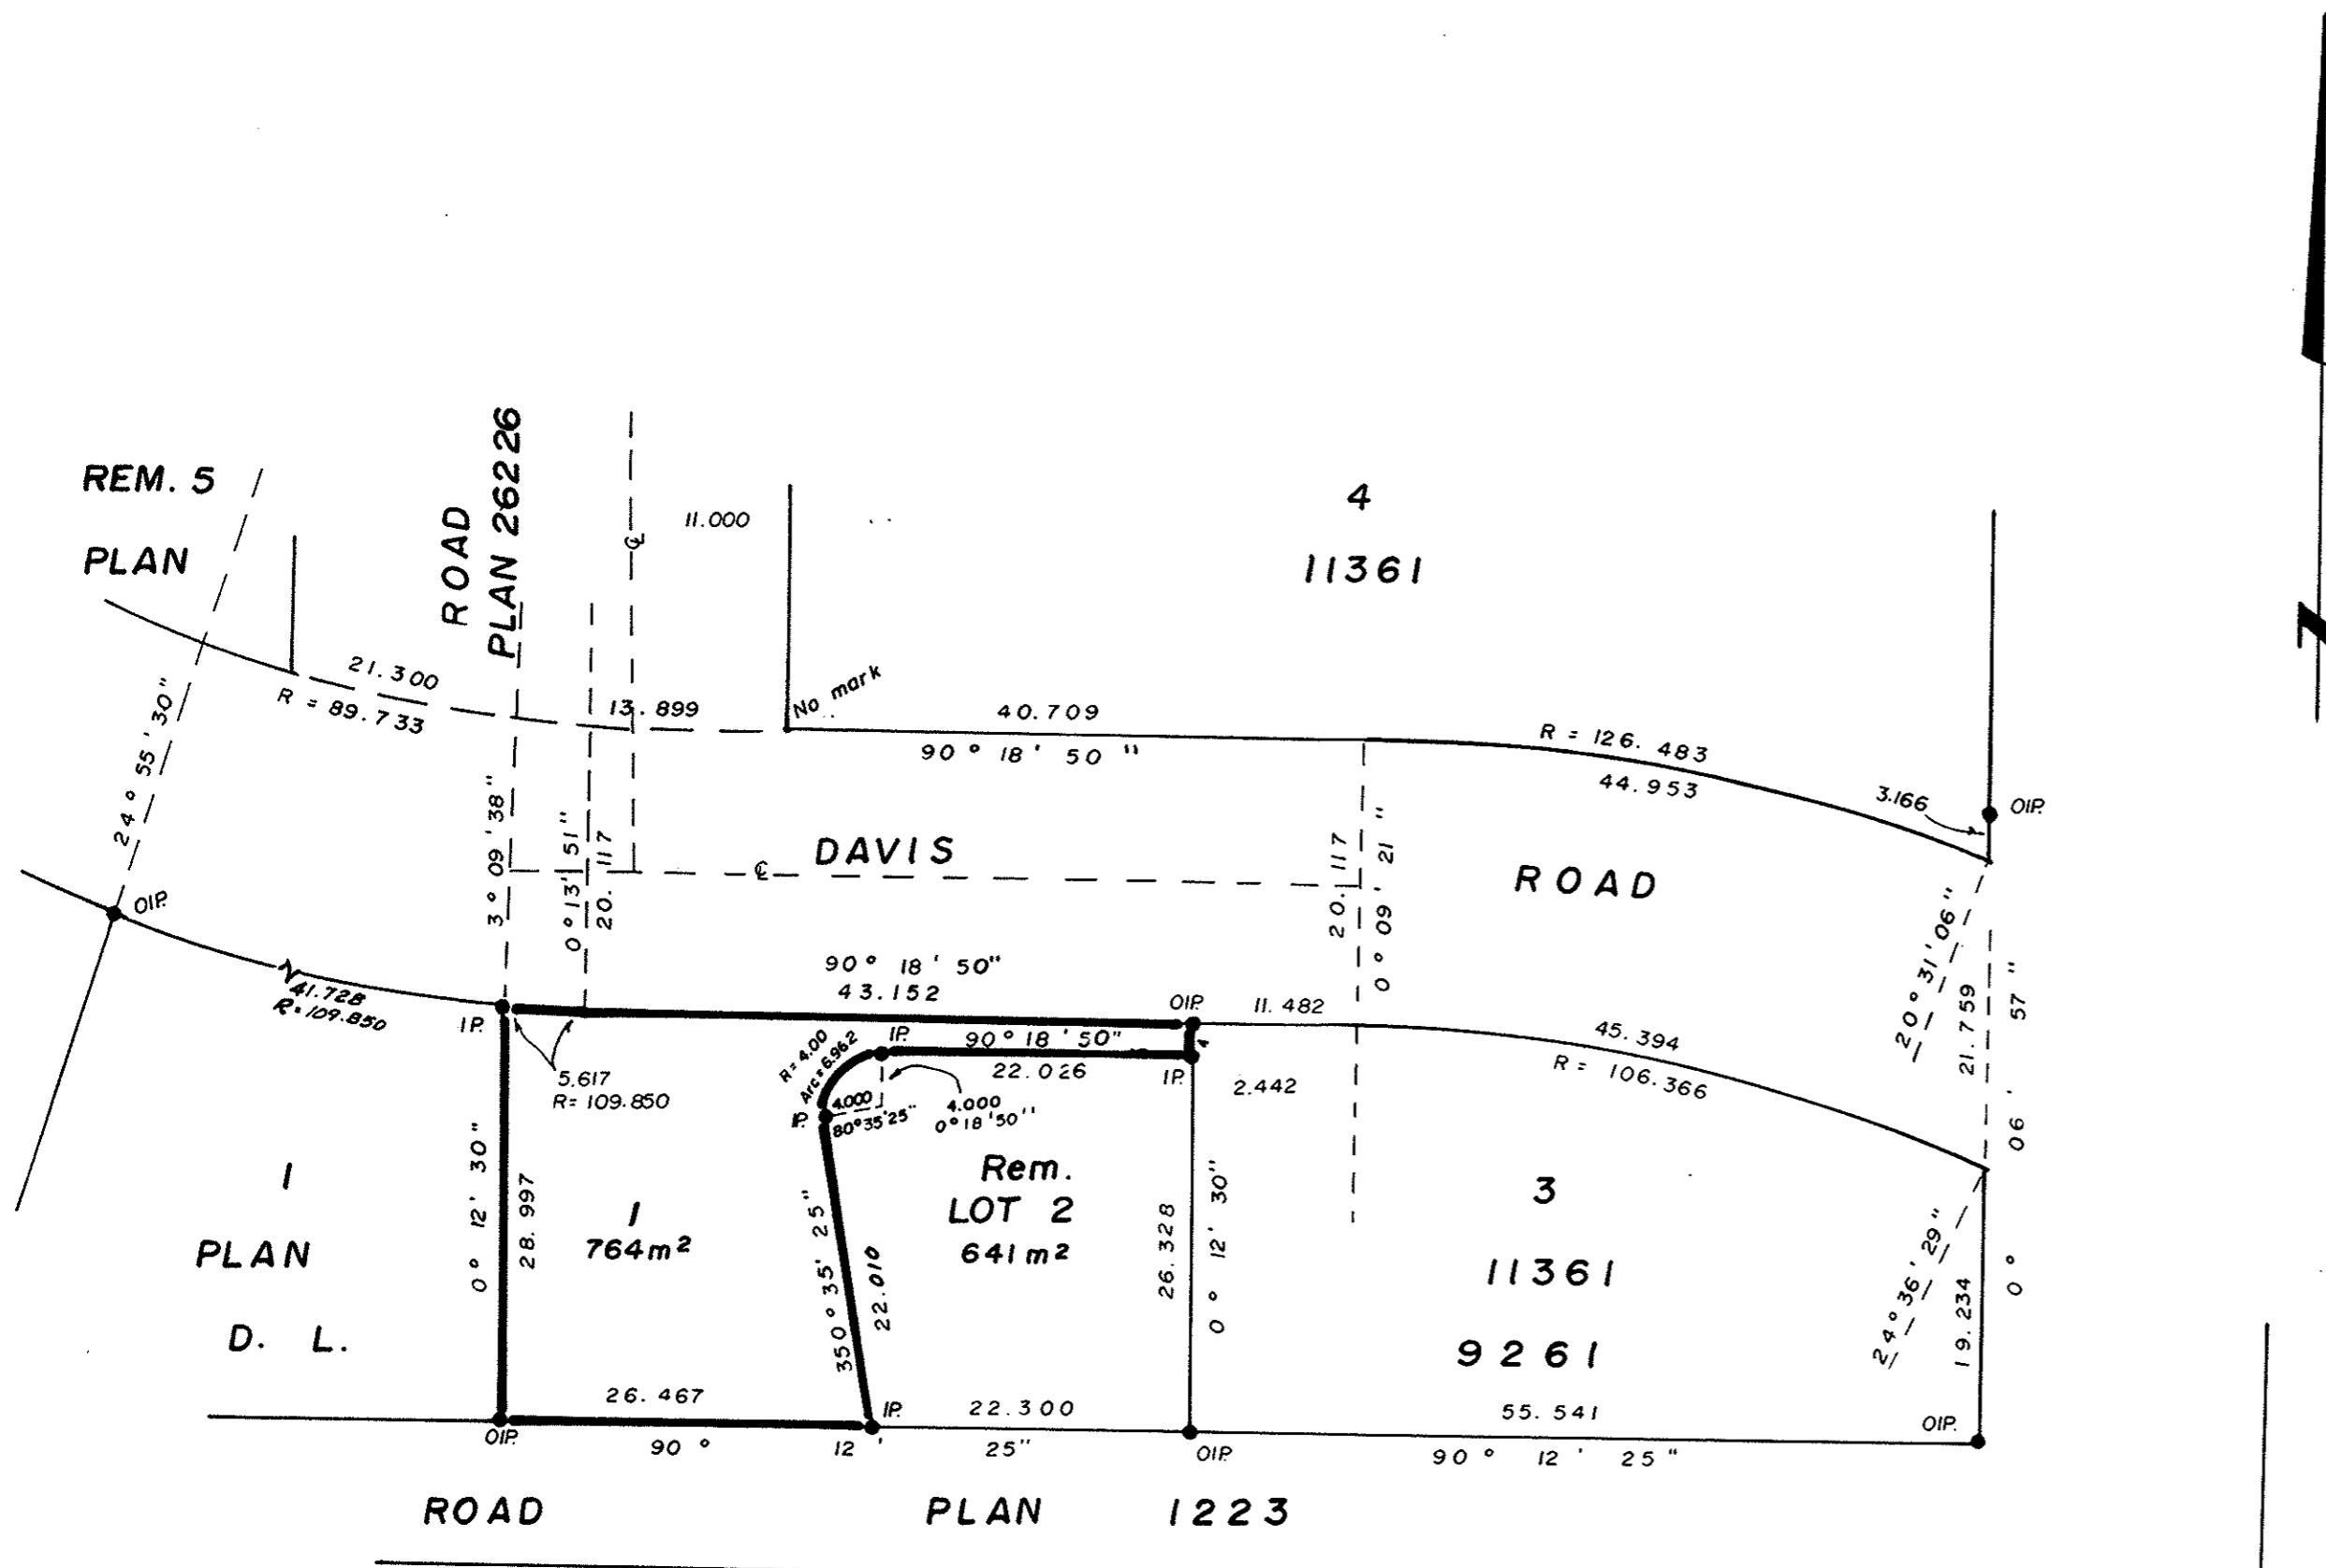 REM. 5
PLAN
24° 55' 30"
21.300
R = 89.733
ROAD
PLAN 26226
℄
11.000
13.899
No mark
4
11361
40.709
90° 18' 50"
R = 126.483
44.953
3.166
OIP.
3° 09' 38"
0° 13' 51"
20.117
℄
DAVIS
20.117
0° 09' 21"
ROAD
20° 31' 06"
21.759
0° 06' 57"
OIP.
41.728
R = 109.850
90° 18' 50"
43.152
OIP.
11.482
IP.
IP.
90° 18' 50"
22.026
IP.
2.442
45.394
R = 106.366
5.617
R = 109.850
R = 4.00
Arc = 6.962
4.000
80° 35' 25"
4.000
0° 18' 50"
IP.
0° 12' 30"
28.997
1
PLAN
D. L.
1
764m²
350° 35' 25"
22.010
Rem.
LOT 2
641m²
26.328
0° 12' 30"
3
11361
9261
24° 36' 29"
19.234
26.467
IP.
22.300
55.541
OIP.
OIP.
90° 12' 25"
OIP.
90° 12' 25"
ROAD PLAN 1223